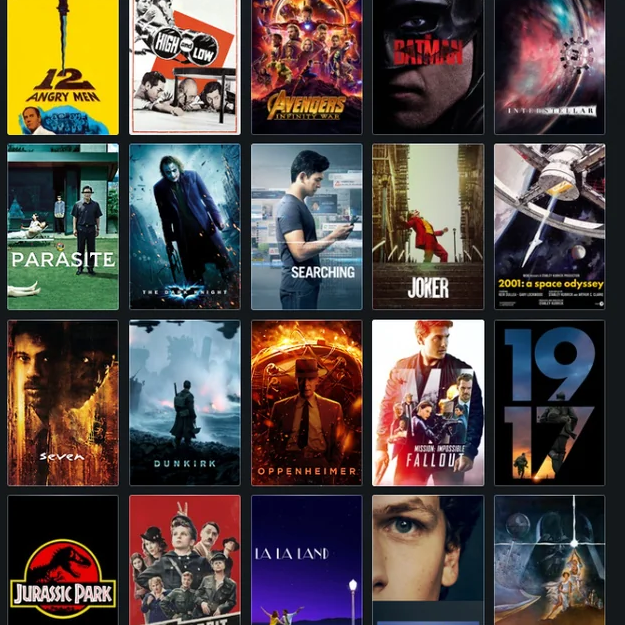 12
ANGRY MEN
HIGH AND LOW
AVENGERS
INFINITY WAR
THE
BATMAN
INTERSTELLAR
PARASITE
THE DARK KNIGHT
SEARCHING
JOKER
2001: a space odyssey
seven
DUNKIRK
OPPENHEIMER
MISSION: IMPOSSIBLE
FALLOUT
19
17
JURASSIC PARK
LA LA LAND